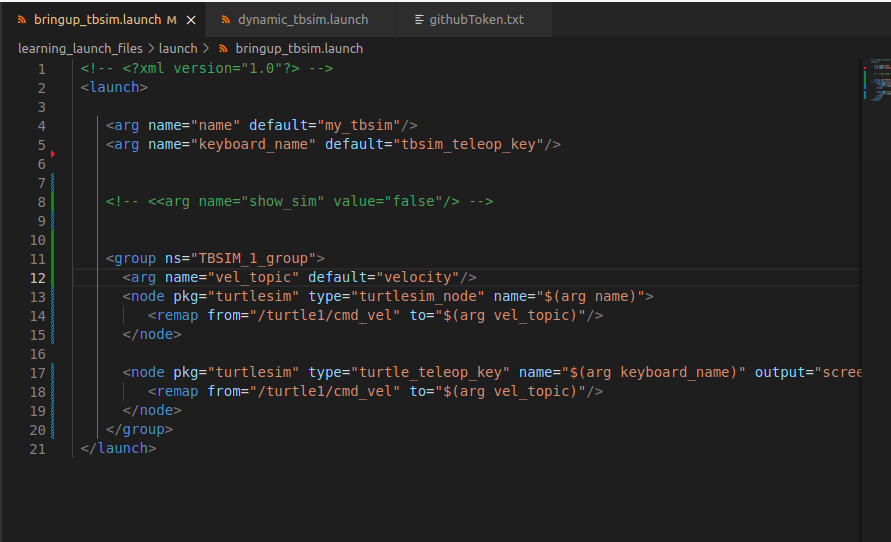 bringup_tbsim.launch M
dynamic_tbsim.launch
githubToken.txt
learning_launch_files > launch > bringup_tbsim.launch
1 <!-- <?xml version="1.0"?> -->
2 <launch>
3
4 <arg name="name" default="my_tbsim"/>
5 <arg name="keyboard_name" default="tbsim_teleop_key"/>
6
7
8 <!-- <<arg name="show_sim" value="false"/> -->
9
10
11 <group ns="TBSIM_1_group">
12 <arg name="vel_topic" default="velocity"/>
13 <node pkg="turtlesim" type="turtlesim_node" name="$(arg name)">
14 <remap from="/turtle1/cmd_vel" to="$(arg vel_topic)"/>
15 </node>
16
17 <node pkg="turtlesim" type="turtle_teleop_key" name="$(arg keyboard_name)" output="scree
18 <remap from="/turtle1/cmd_vel" to="$(arg vel_topic)"/>
19 </node>
20 </group>
21 </launch>